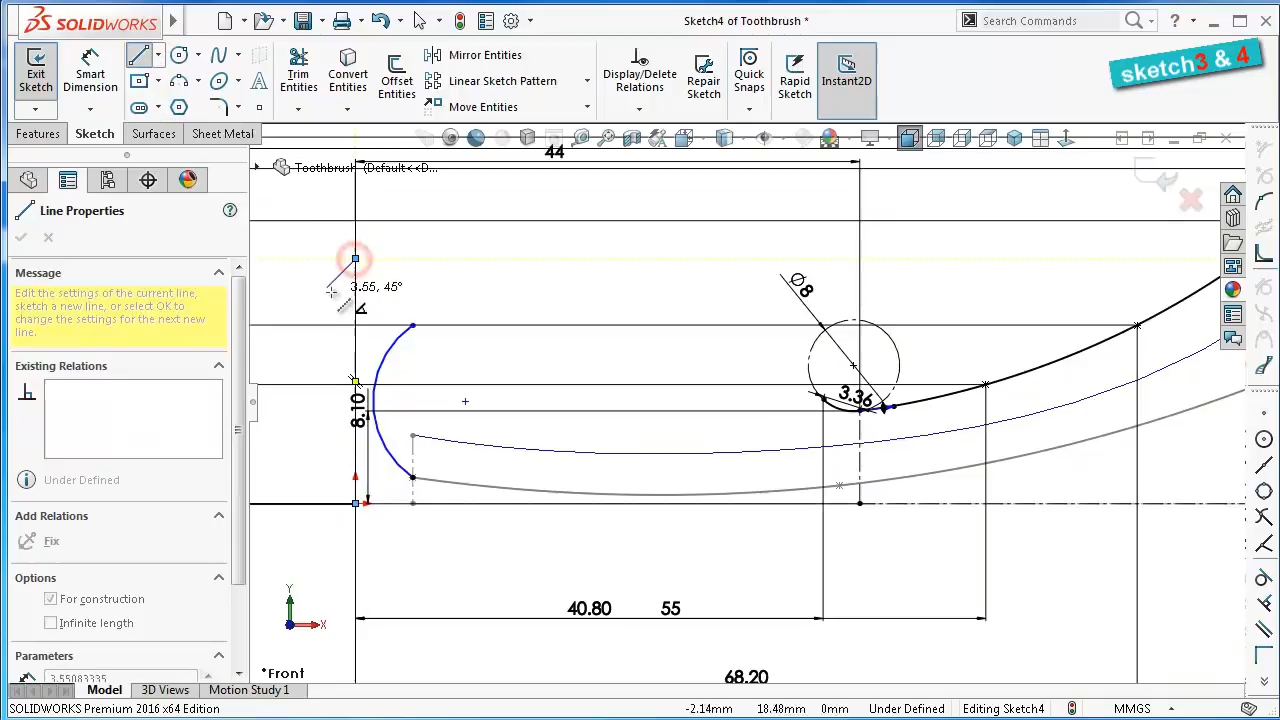 SOLIDWORKS
Sketch4 of Toothbrush *
Search Commands
?
Exit Sketch
Smart Dimension
Trim Entities
Convert Entities
Offset Entities
Mirror Entities
Linear Sketch Pattern
Move Entities
Display/Delete Relations
Repair Sketch
Quick Snaps
Rapid Sketch
Instant2D
sketch3 & 4
Features
Sketch
Surfaces
Sheet Metal
Toothbrush (Default<<D...
44
Line Properties
?
Message
Edit the settings of the current line,
sketch a new line, or select OK to
change the settings for the next new
line.
Existing Relations
Under Defined
Add Relations
Fix
Options
For construction
Infinite length
Parameters
3.55083335
3.55, 45°
∅8
3.36
8.10
40.80
55
68.20
Y
X
*Front
Model
3D Views
Motion Study 1
SOLIDWORKS Premium 2016 x64 Edition
-2.14mm
18.48mm
0mm
Under Defined
Editing Sketch4
MMGS